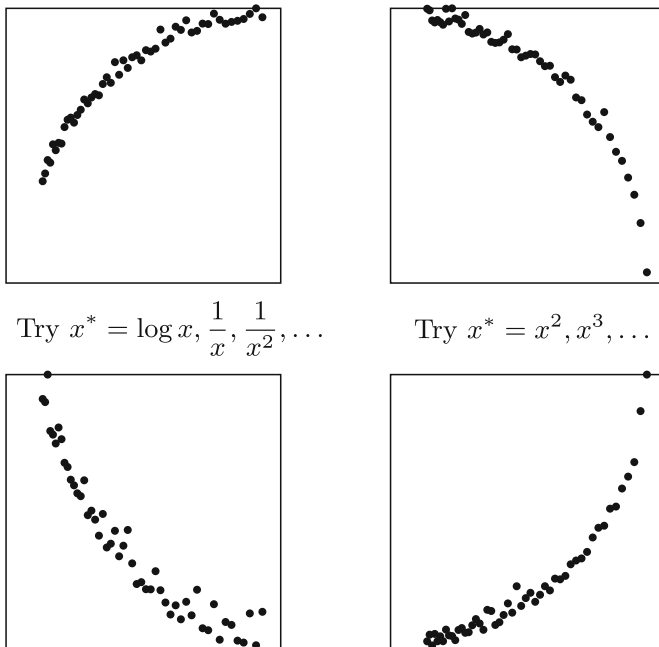 Try x* = log x, 1/x, 1/x², …
Try x* = x², x³, …